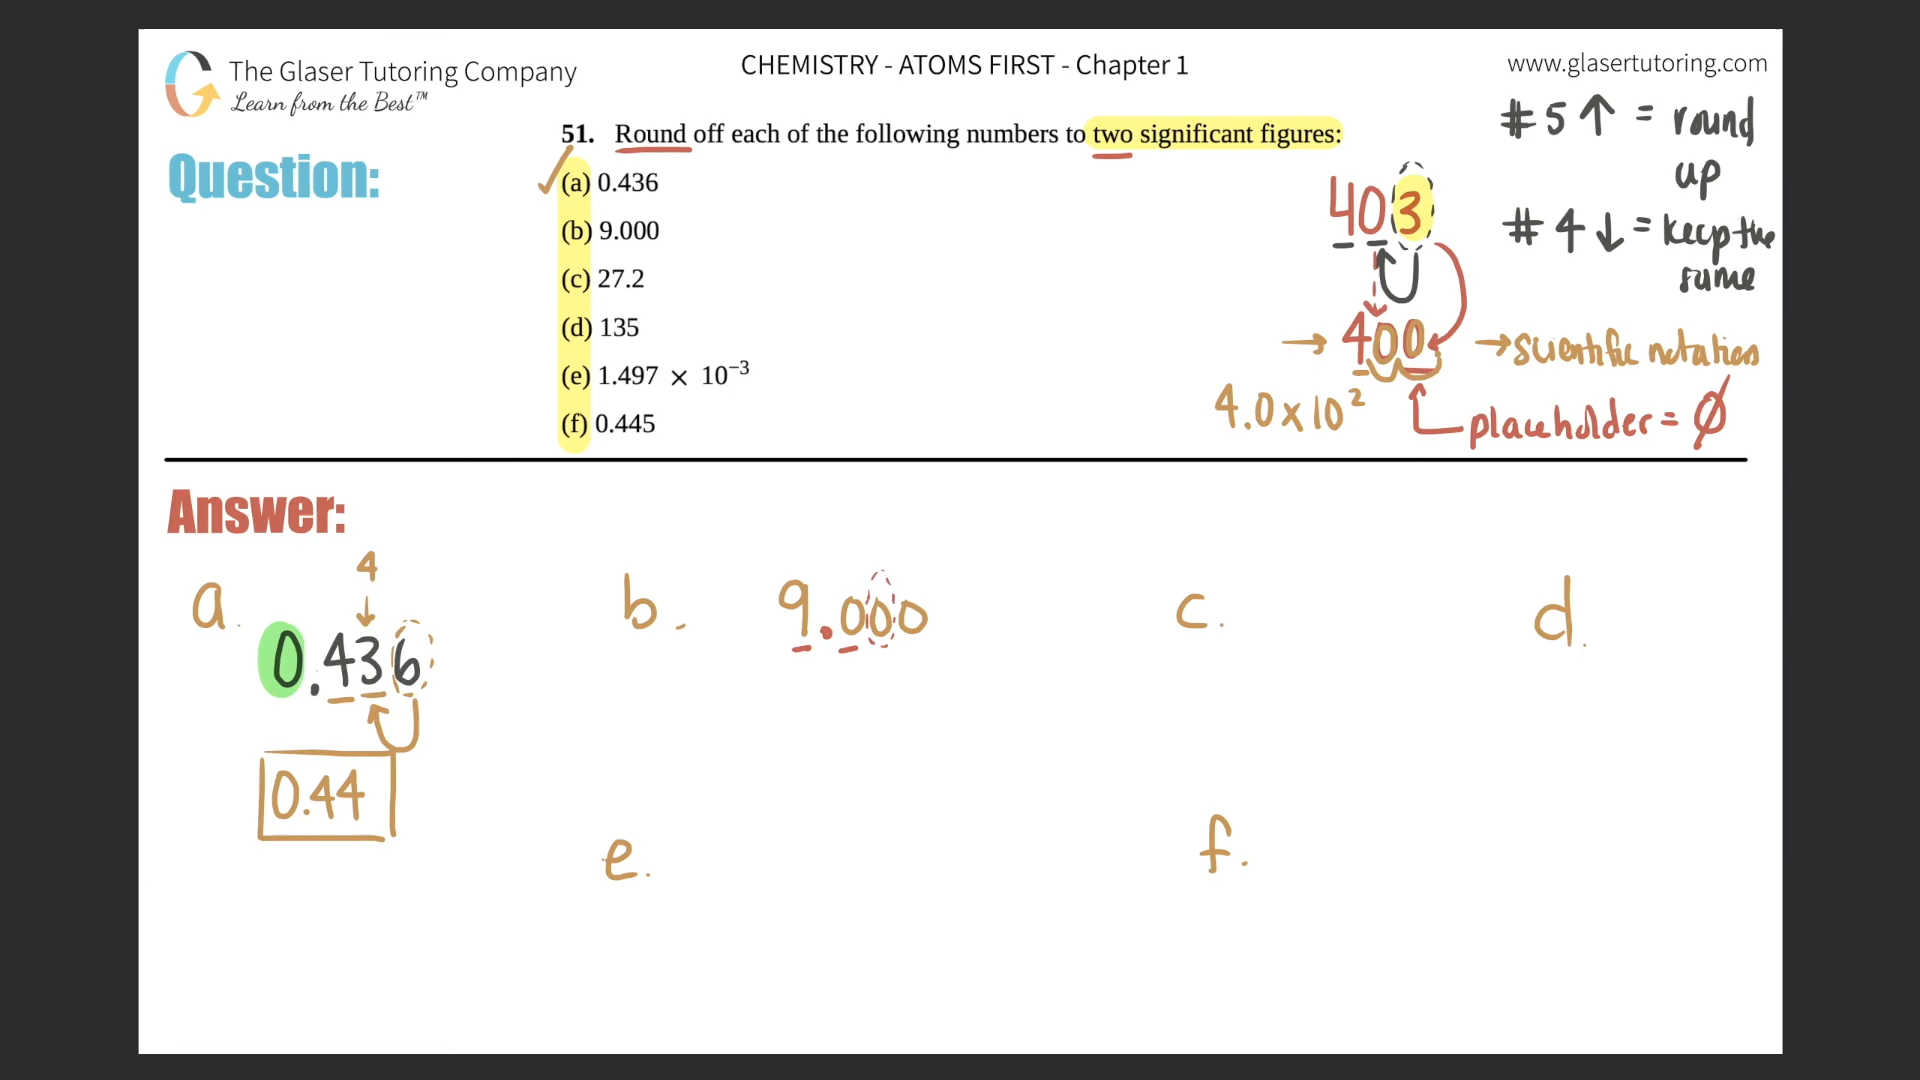 The Glaser Tutoring Company
Learn from the Best™
CHEMISTRY - ATOMS FIRST - Chapter 1
www.glasertutoring.com
Question:
51. Round off each of the following numbers to two significant figures:
(a) 0.436
(b) 9.000
(c) 27.2
(d) 135
(e) 1.497 × 10⁻³
(f) 0.445
# 5 ↑ = round
up
# 4 ↓ = keep the
same
403
→ 400 → scientific notation
4.0 x 10²
placeholder = Ø
Answer:
a.
4
↓
0.436
0.44
b. 9.000
c.
d.
e.
f.